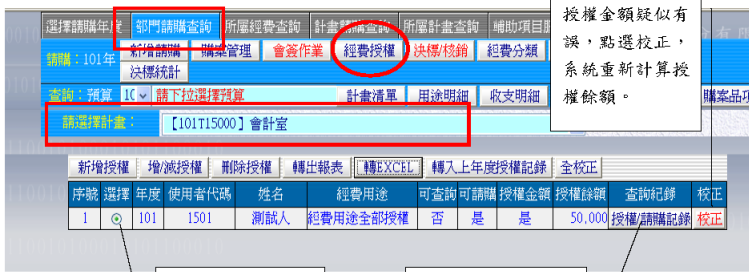 授權金額疑似有
誤，點選校正，
系統重新計算授
權餘額。
選擇請購年度 部門請購查詢 所屬經費查詢 計畫請購查詢 所屬計畫查詢 補助項目
請購：101年 新增請購 購案管理 會簽作業 經費授權 決標/核銷 經費分類
決標統計
查詢：預算 請下拉選擇預算 計畫清單 用途明細 收支明細 購案品項
請選擇計畫： 【101T15000】會計室
新增授權 增/減授權 刪除授權 轉出報表 轉EXCEL 轉入上年度授權記錄 全校正
序號 選擇 年度 使用者代碼 姓名 經費用途 可查詢 可請購 授權金額 授權餘額 查詢紀錄 校正
1 101 1501 測試人 經費用途全部授權 否 是 是 50,000 授權/請購記錄 校正